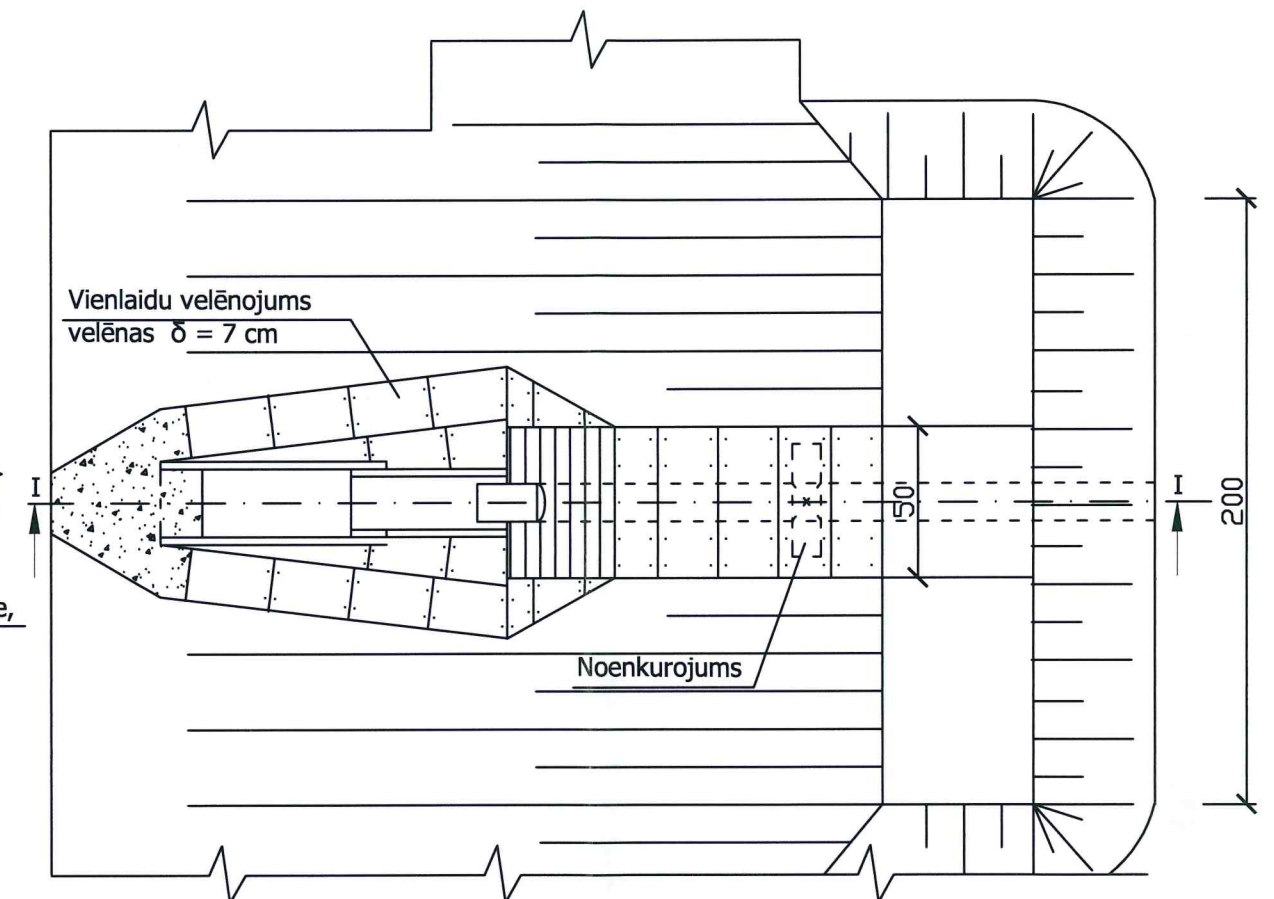 Vienlaidu velēnojums
velēnas δ = 7 cm
I
I
50
200
e,
Noenkurojums